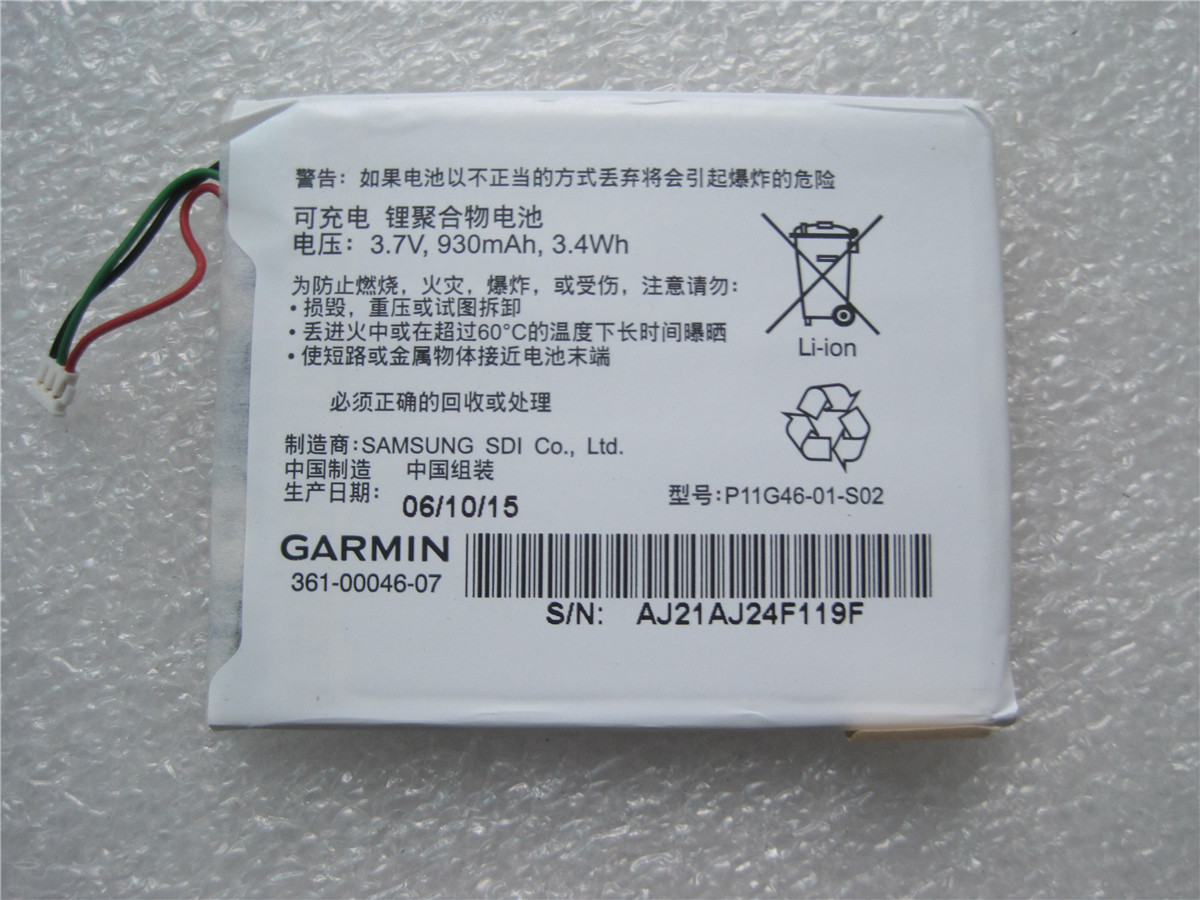 警告：如果电池以不正当的方式丢弃将会引起爆炸的危险
可充电 锂聚合物电池
电压：3.7V, 930mAh, 3.4Wh
为防止燃烧，火灾，爆炸，或受伤，注意请勿：
•损毁，重压或试图拆卸
•丢进火中或在超过60°C的温度下长时间曝晒
•使短路或金属物体接近电池末端
Li-ion
必须正确的回收或处理
制造商:SAMSUNG SDI Co., Ltd.
中国制造 中国组装
生产日期: 06/10/15
型号:P11G46-01-S02
GARMIN
361-00046-07
S/N: AJ21AJ24F119F